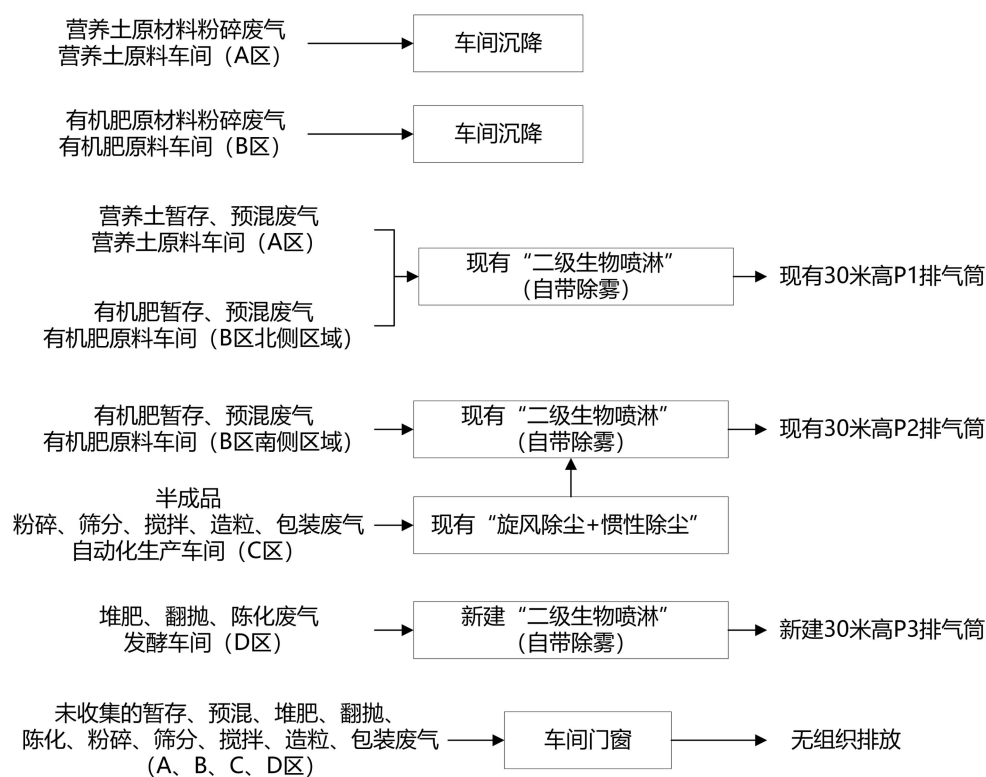 营养土原材料粉碎废气
营养土原料车间（A区）
车间沉降
有机肥原材料粉碎废气
有机肥原料车间（B区）
车间沉降
营养土暂存、预混废气
营养土原料车间（A区）
有机肥暂存、预混废气
有机肥原料车间（B区北侧区域）
现有“二级生物喷淋”
（自带除雾）
现有30米高P1排气筒
有机肥暂存、预混废气
有机肥原料车间（B区南侧区域）
现有“二级生物喷淋”
（自带除雾）
现有30米高P2排气筒
半成品
粉碎、筛分、搅拌、造粒、包装废气
自动化生产车间（C区）
现有“旋风除尘+惯性除尘”
堆肥、翻抛、陈化废气
发酵车间（D区）
新建“二级生物喷淋”
（自带除雾）
新建30米高P3排气筒
未收集的暂存、预混、堆肥、翻抛、
陈化、粉碎、筛分、搅拌、造粒、包装废气
（A、B、C、D区）
车间门窗
无组织排放